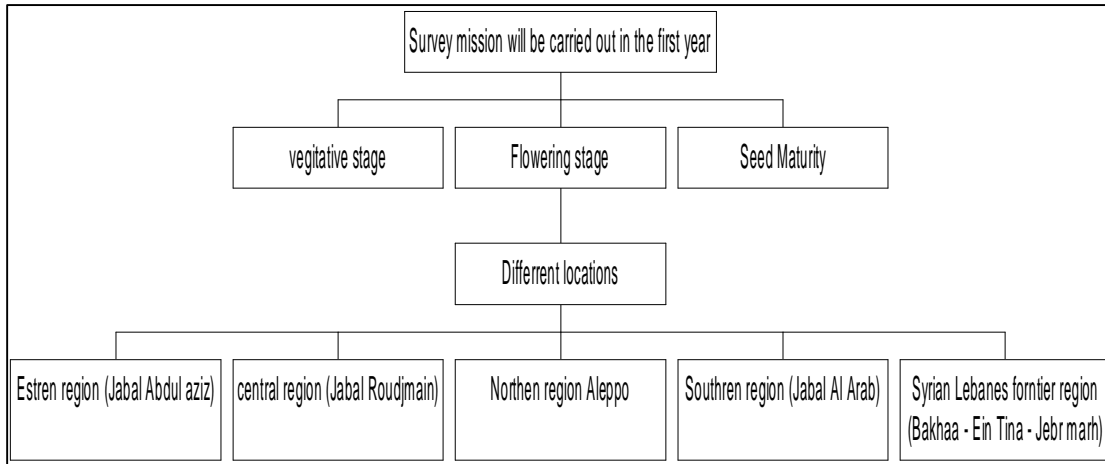 Survey mission will be carried out in the first year
vegitative stage
Flowering stage
Seed Maturity
Differrent locations
Estren region (Jabal Abdul aziz)
central region (Jabal Roudjmain)
Northen region Aleppo
Southren region (Jabal Al Arab)
Syrian Lebanes forntier region
(Bakhaa - Ein Tina - Jebr marh)